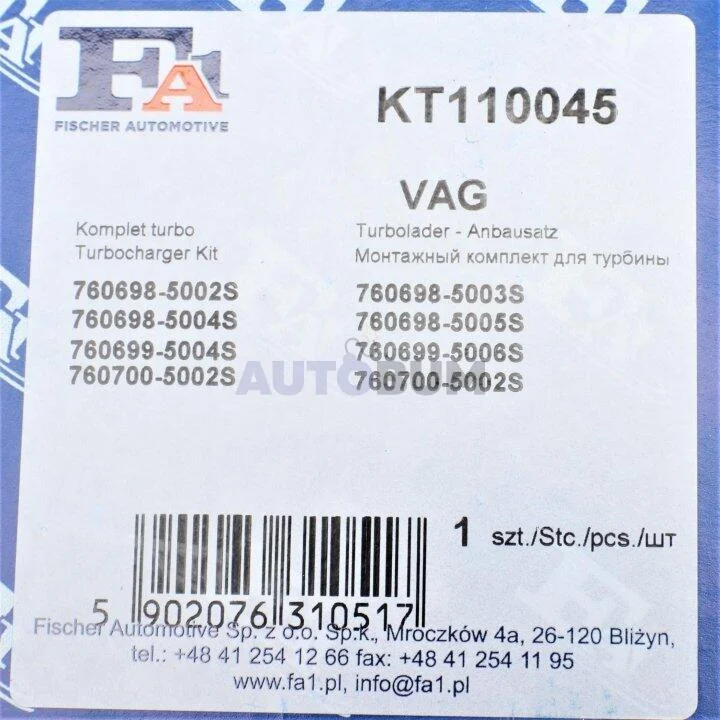 FA1
FISCHER AUTOMOTIVE
KT110045
VAG
Komplet turbo
Turbocharger Kit
Turbolader - Anbausatz
Монтажный комплект для турбины
760698-5002S 760698-5003S
760698-5004S 760698-5005S
760699-5004S 760699-5006S
760700-5002S 760700-5002S
AUTOBUM
1 szt./Stc./pcs./шт
5 902076 310517
Fischer Automotive Sp. z o.o. Sp.k., Mroczków 4a, 26-120 Bliżyn,
tel.: +48 41 254 12 66 fax: +48 41 254 11 95
www.fa1.pl, info@fa1.pl